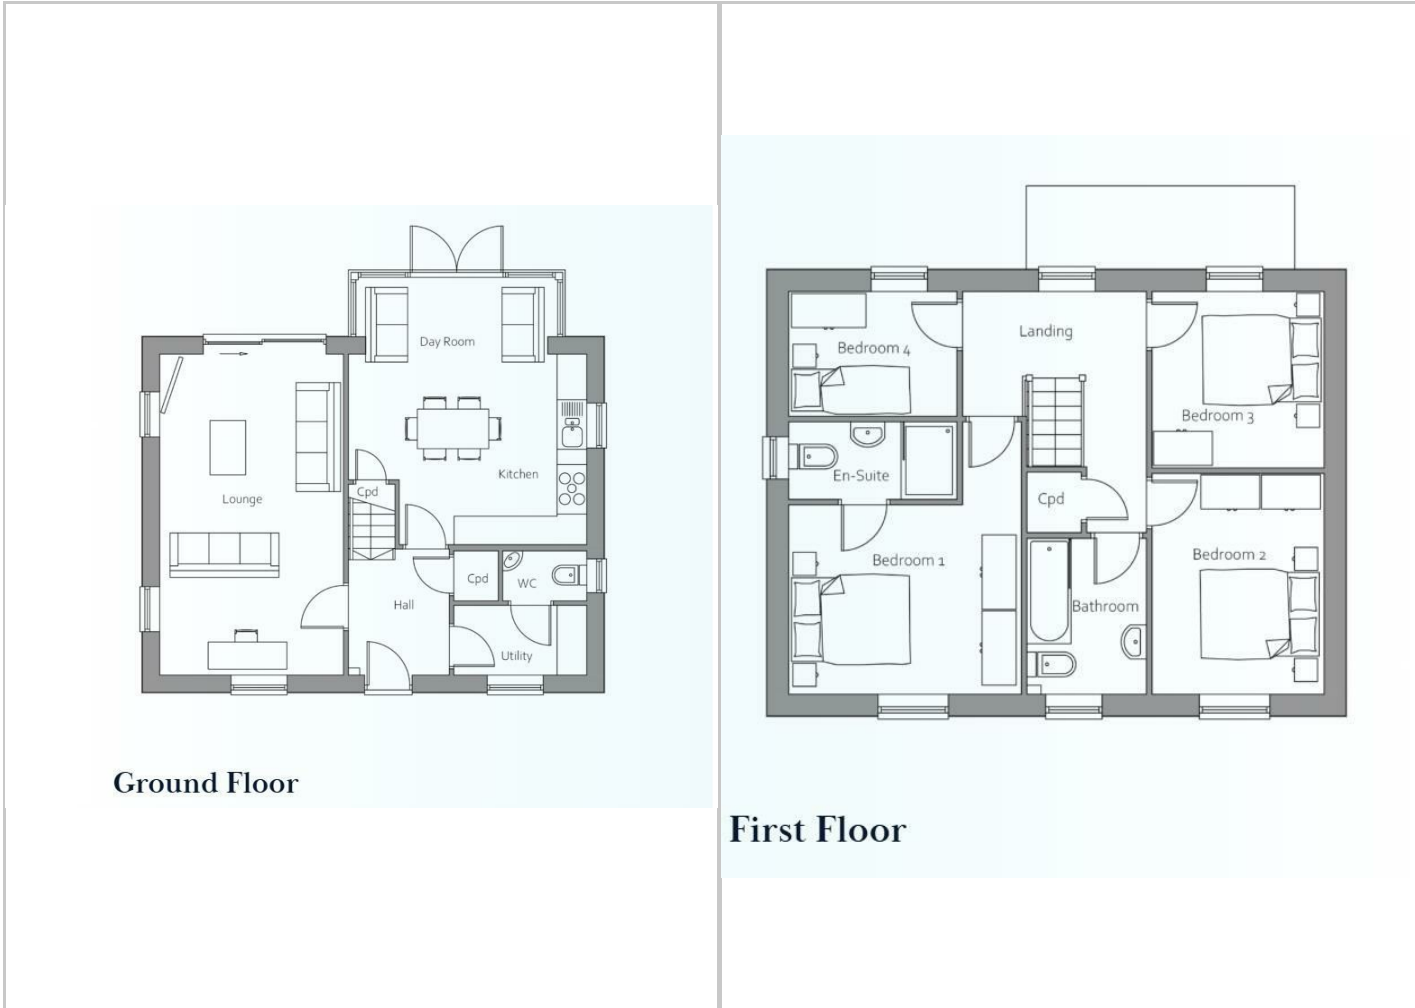 Day Room
Kitchen
Cpd
Lounge
Cpd
WC
Hall
Utility
Ground Floor
Landing
Bedroom 4
Bedroom 3
En-Suite
Cpd
Bedroom 1
Bedroom 2
Bathroom
First Floor